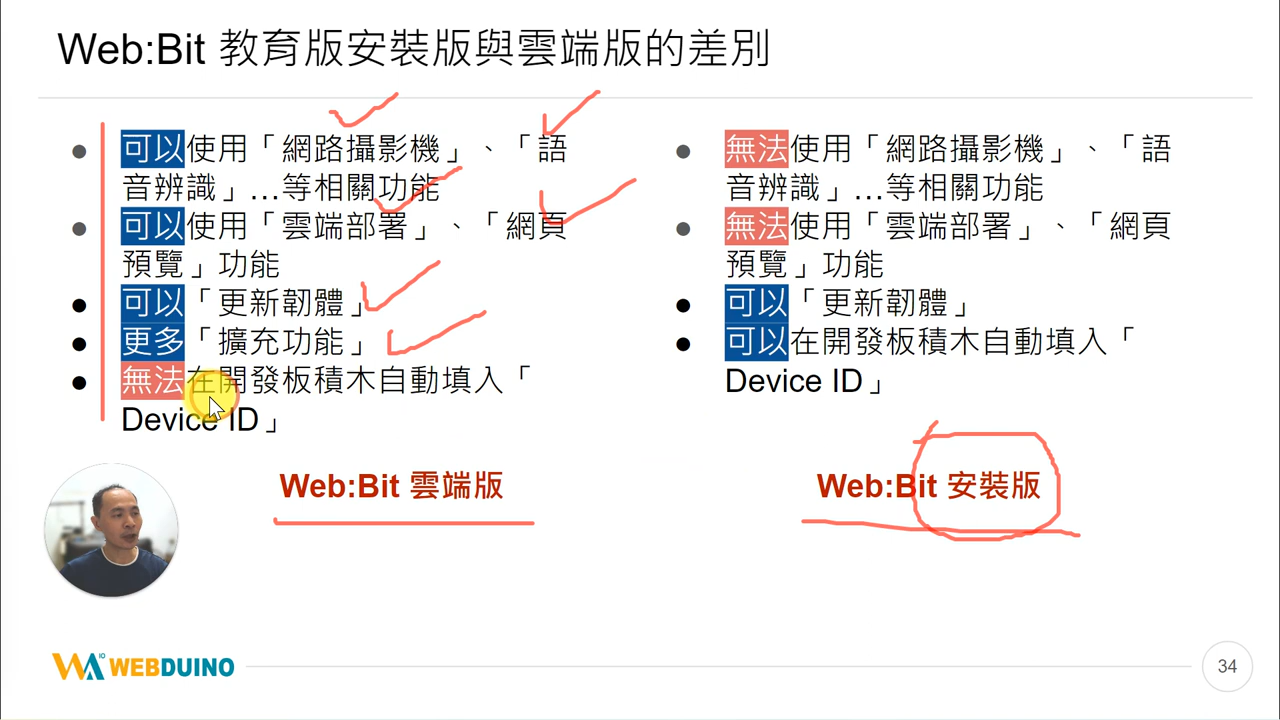 Web:Bit 教育版安裝版與雲端版的差別
可以使用「網路攝影機」、「語
音辨識」...等相關功能
可以使用「雲端部署」、「網頁
預覽」功能
可以「更新韌體」
更多「擴充功能」
無法在開發板積木自動填入「
Device ID」
Web:Bit 雲端版
無法使用「網路攝影機」、「語
音辨識」...等相關功能
無法使用「雲端部署」、「網頁
預覽」功能
可以「更新韌體」
可以在開發板積木自動填入「
Device ID」
Web:Bit 安裝版
WEBDUINO
34